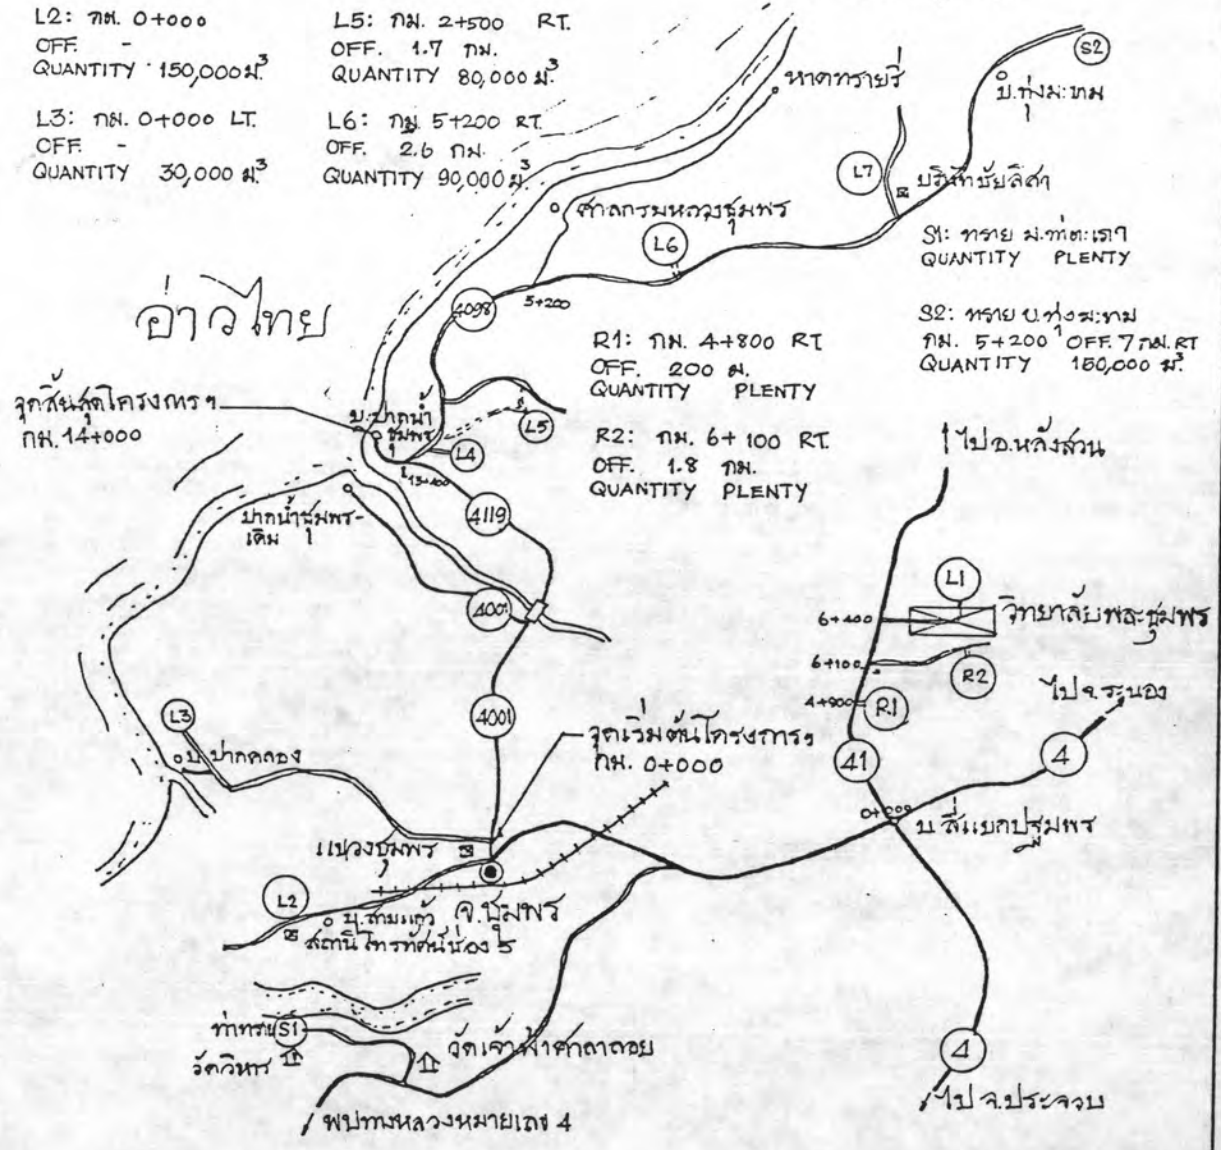 L2: กม. 0+000
OFF. -
QUANTITY 150,000 ม.³
L3: กม. 0+000 LT.
OFF. -
QUANTITY 30,000 ม.³
L5: กม. 2+500 RT.
OFF. 1.7 กม.
QUANTITY 80,000 ม.³
L6: กม. 5+200 RT.
OFF. 2.6 กม.
QUANTITY 90,000 ม.³
หาดทรายรี
S2
บ.ทุ่งมะขาม
L7
ศาลกรมหลวงชุมพร
L6
S1: ทราย
QUANTITY PLENTY
5+200
4098
อ่าวไทย
S2: ทราย บ.ทุ่งมะขาม
กม. 5+200 OFF. 7 กม. RT
QUANTITY 150,000 ม.³
R1: กม. 4+800 RT.
OFF. 200 ม.
QUANTITY PLENTY
จุดสิ้นสุดโครงการฯ
กม. 14+000
บ.ปากน้ำ
ชุมพร
L5
L4
R2: กม. 6+100 RT.
OFF. 1.8 กม.
QUANTITY PLENTY
ไป อ.หลังสวน
ปากน้ำชุมพร-
เดิม
4119
4001
L1
6+400
วิทยาลัยพละชุมพร
6+100
R2
4+900
R1
ไป จ.ระนอง
L3
บ.ปากคลอง
4001
จุดเริ่มต้นโครงการฯ
กม. 0+000
41
4
0+000
บ.สี่แยกปฐมพร
แขวงชุมพร
L2
บ.สามแก้ว
จ.ชุมพร
สถานีโทรทัศน์ช่อง 5
ท่าทราย
S1
วัดวิหาร
วัดเจ้าฟ้าศาลาลอย
4
ไป จ.ประจวบ
ทางหลวงหมายเลข 4